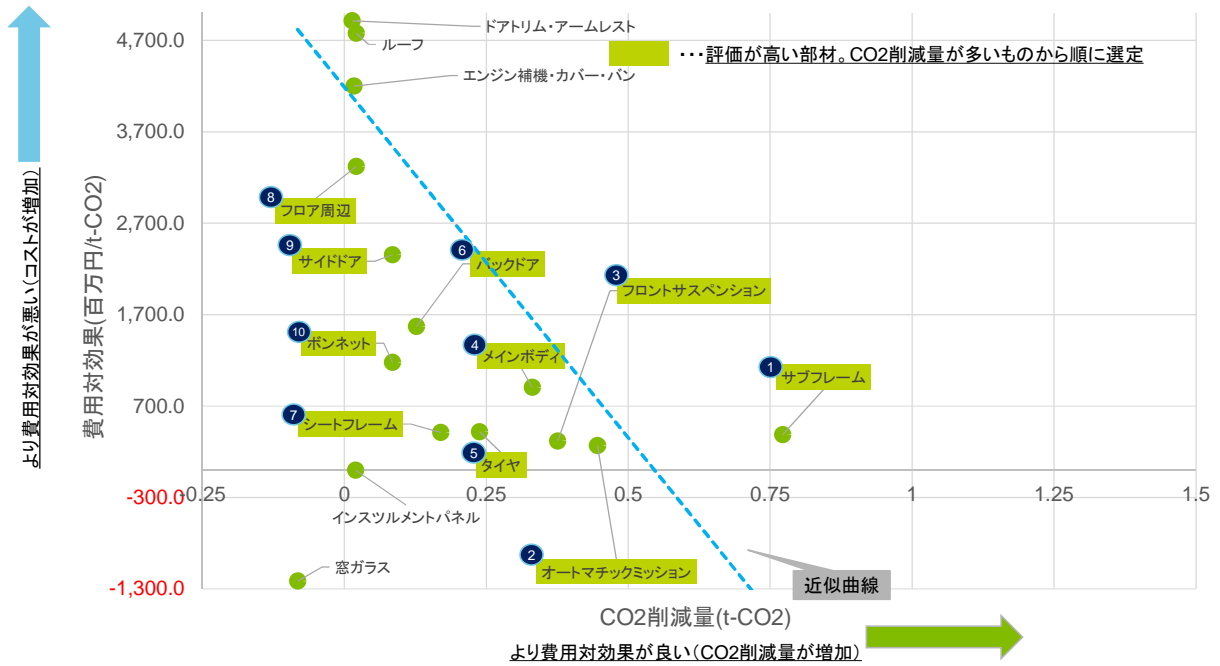 ドアトリム・アームレスト
ルーフ
・・・評価が高い部材。CO2削減量が多いものから順に選定
エンジン補機・カバー・バン
より費用対効果が悪い(コストが増加)
費用対効果(百万円/t-CO2)
4,700.0
3,700.0
2,700.0
1,700.0
700.0
-300.0
-1,300.0
8
フロア周辺
9
サイドドア
6
バックドア
3
フロントサスペンション
10
ボンネット
4
メインボディ
1
サブフレーム
7
シートフレーム
5
タイヤ
-0.25
0
0.25
0.5
0.75
1
1.25
1.5
インスツルメントパネル
2
オートマチックミッション
窓ガラス
近似曲線
CO2削減量(t-CO2)
より費用対効果が良い(CO2削減量が増加)